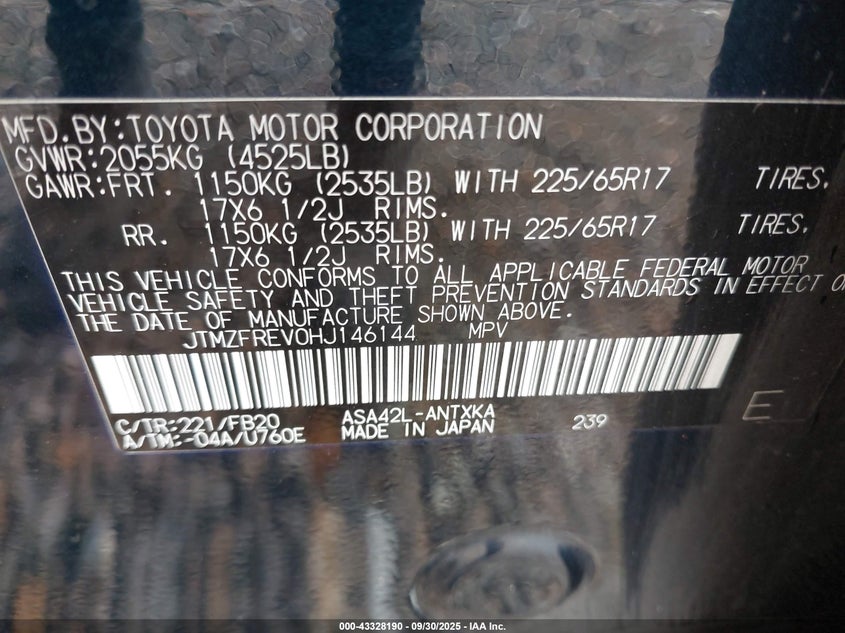 MFD.BY:TOYOTA MOTOR CORPORATION
GVWR:2055KG (4525LB)
GAWR:FRT. 1150KG (2535LB) WITH 225/65R17 TIRES.
17X6 1/2J RIMS.
RR. 1150KG (2535LB) WITH 225/65R17 TIRES.
17X6 1/2J RIMS.
THIS VEHICLE CONFORMS TO ALL APPLICABLE FEDERAL MOTOR
VEHICLE SAFETY AND THEFT PREVENTION STANDARDS IN EFFECT O
THE DATE OF MANUFACTURE SHOWN ABOVE.
JTMZFREV0HJ146144 MPV
C/TR:221/FB20 ASA42L-ANTXKA 239 E
A/TM:-04A/U760E MADE IN JAPAN
000-43328190 - 09/30/2025 - IAA Inc.